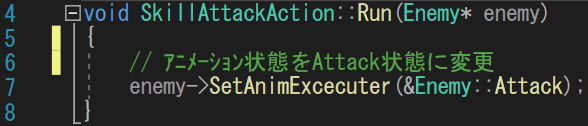 4 void SkillAttackAction::Run(Enemy* enemy)
5 {
6 // アニメーション状態をAttack状態に変更
7 enemy->SetAnimExcecuter(&Enemy::Attack);
8 }